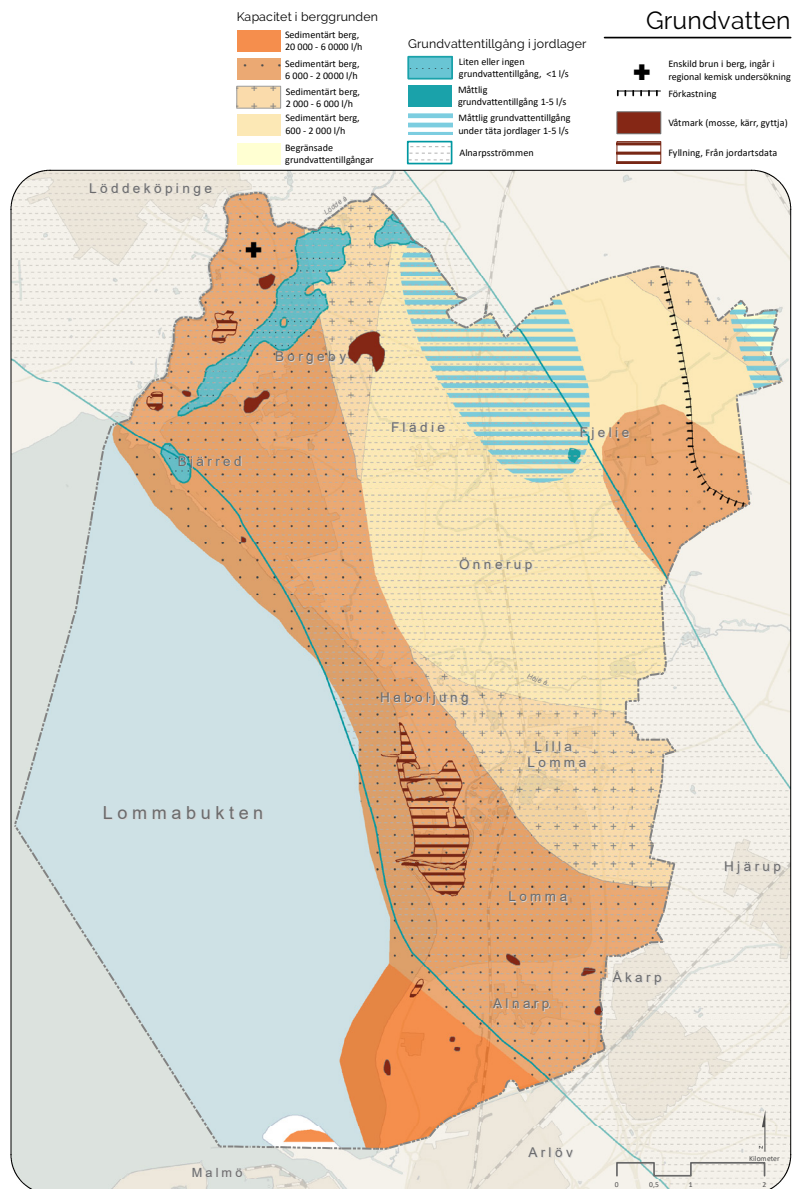 Grundvatten
Kapacitet i berggrunden
Sedimentärt berg,
20 000 - 6 0000 l/h
Sedimentärt berg,
6 000 - 2 0000 l/h
Sedimentärt berg,
2 000 - 6 000 l/h
Sedimentärt berg,
600 - 2 000 l/h
Begränsade
grundvattentillgångar
Grundvattentillgång i jordlager
Liten eller ingen
grundvattentillgång, <1 l/s
Måttlig
grundvattentillgång 1-5 l/s
Måttlig grundvattentillgång
under täta jordlager 1-5 l/s
Alnarpsströmmen
Enskild brun i berg, ingår i
regional kemisk undersökning
Förkastning
Våtmark (mosse, kärr, gyttja)
Fyllning, Från jordartsdata
Löddeköpinge
Lödde å
Borgeby
Flädie
Fjelie
Bjärred
Önnerup
Höje å
Haboljung
Lilla
Lomma
Lommabukten
Hjärup
Lomma
Åkarp
Alnarp
Arlöv
Malmö
z
Kilometer
0 0,5 1 2